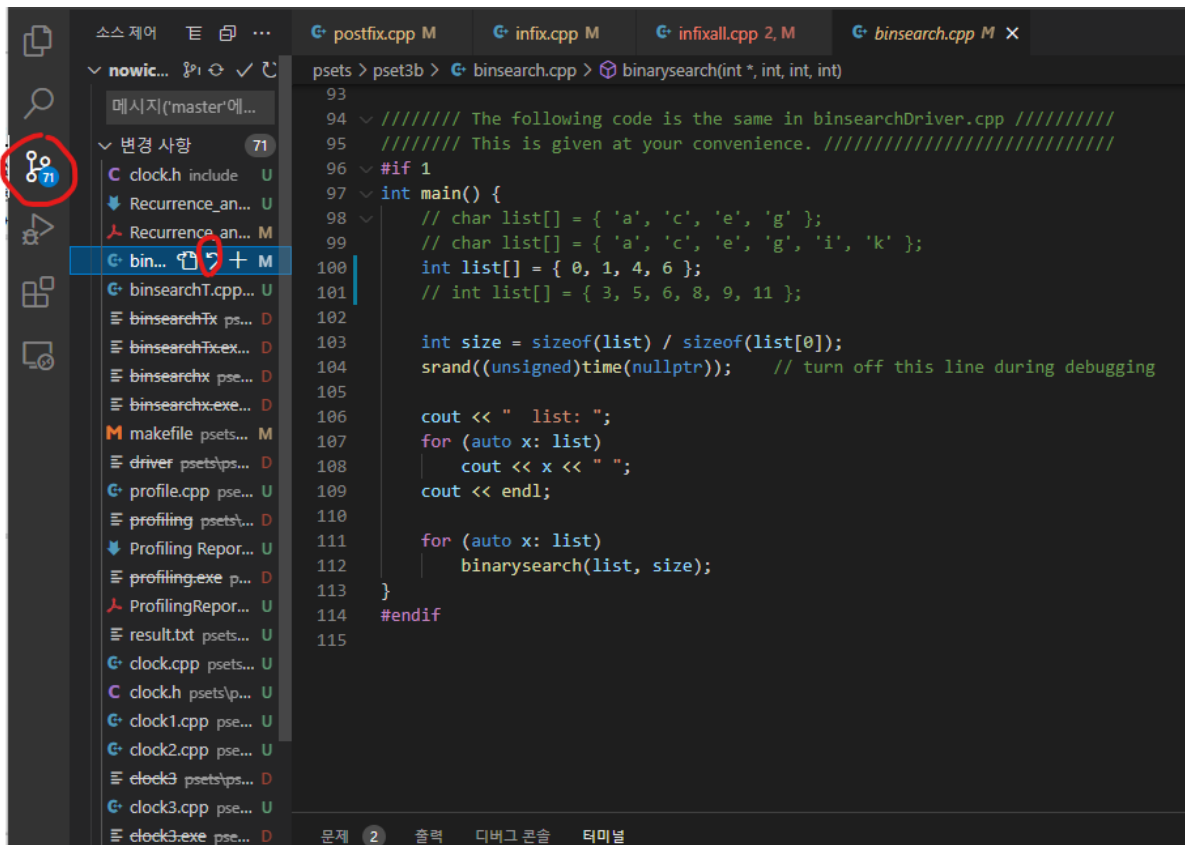 소스 제어
postfix.cpp M
infix.cpp M
infixall.cpp 2, M
binsearch.cpp M
nowic...
psets > pset3b > binsearch.cpp > binarysearch(int *, int, int, int)
메시지('master'에...
변경 사항 71
71
C clock.h include U
Recurrence_an... U
Recurrence_an... M
bin... M
binsearchT.cpp... U
binsearchTx ps... D
binsearchTx.ex... D
binsearchx pse... D
binsearchx.exe... D
M makefile psets... M
driver psets\ps... D
profile.cpp pse... U
profiling psets\... D
Profiling Repor... U
profiling.exe p... D
ProfilingRepor... U
result.txt psets... U
clock.cpp psets... U
C clock.h psets\p... U
clock1.cpp pse... U
clock2.cpp pse... U
clock3 psets\ps... D
clock3.cpp pse... U
clock3.exe pse... D
93
94 //////// The following code is the same in binsearchDriver.cpp //////////
95 //////// This is given at your convenience. /////////////////////////////
96 #if 1
97 int main() {
98 // char list[] = { 'a', 'c', 'e', 'g' };
99 // char list[] = { 'a', 'c', 'e', 'g', 'i', 'k' };
100 int list[] = { 0, 1, 4, 6 };
101 // int list[] = { 3, 5, 6, 8, 9, 11 };
102
103 int size = sizeof(list) / sizeof(list[0]);
104 srand((unsigned)time(nullptr)); // turn off this line during debugging
105
106 cout << "  list: ";
107 for (auto x: list)
108 cout << x << " ";
109 cout << endl;
110
111 for (auto x: list)
112 binarysearch(list, size);
113 }
114 #endif
115
문제 2 출력 디버그 콘솔 터미널